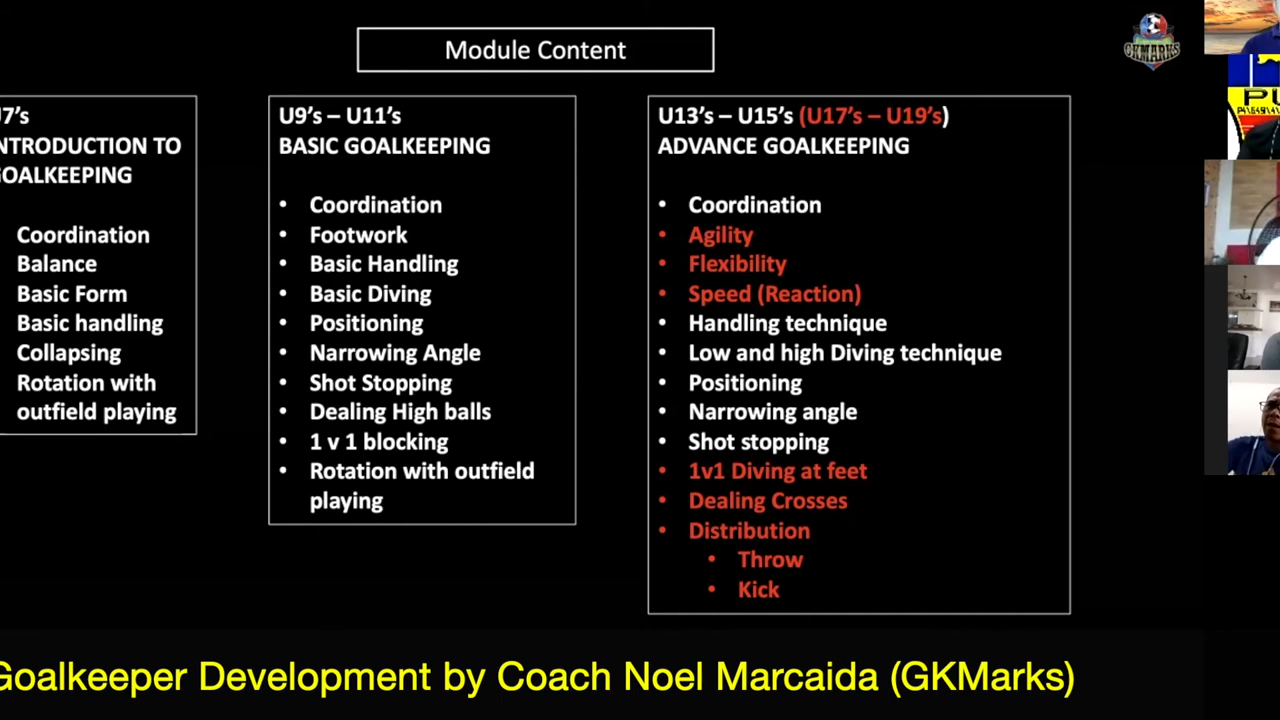 Module Content
GKMARKS
7's
NTRODUCTION TO
OALKEEPING
Coordination
Balance
Basic Form
Basic handling
Collapsing
Rotation with
outfield playing
U9's – U11's
BASIC GOALKEEPING
• Coordination
• Footwork
• Basic Handling
• Basic Diving
• Positioning
• Narrowing Angle
• Shot Stopping
• Dealing High balls
• 1 v 1 blocking
• Rotation with outfield
playing
U13's – U15's (U17's – U19's)
ADVANCE GOALKEEPING
• Coordination
• Agility
• Flexibility
• Speed (Reaction)
• Handling technique
• Low and high Diving technique
• Positioning
• Narrowing angle
• Shot stopping
• 1v1 Diving at feet
• Dealing Crosses
• Distribution
• Throw
• Kick
PU
Goalkeeper Development by Coach Noel Marcaida (GKMarks)